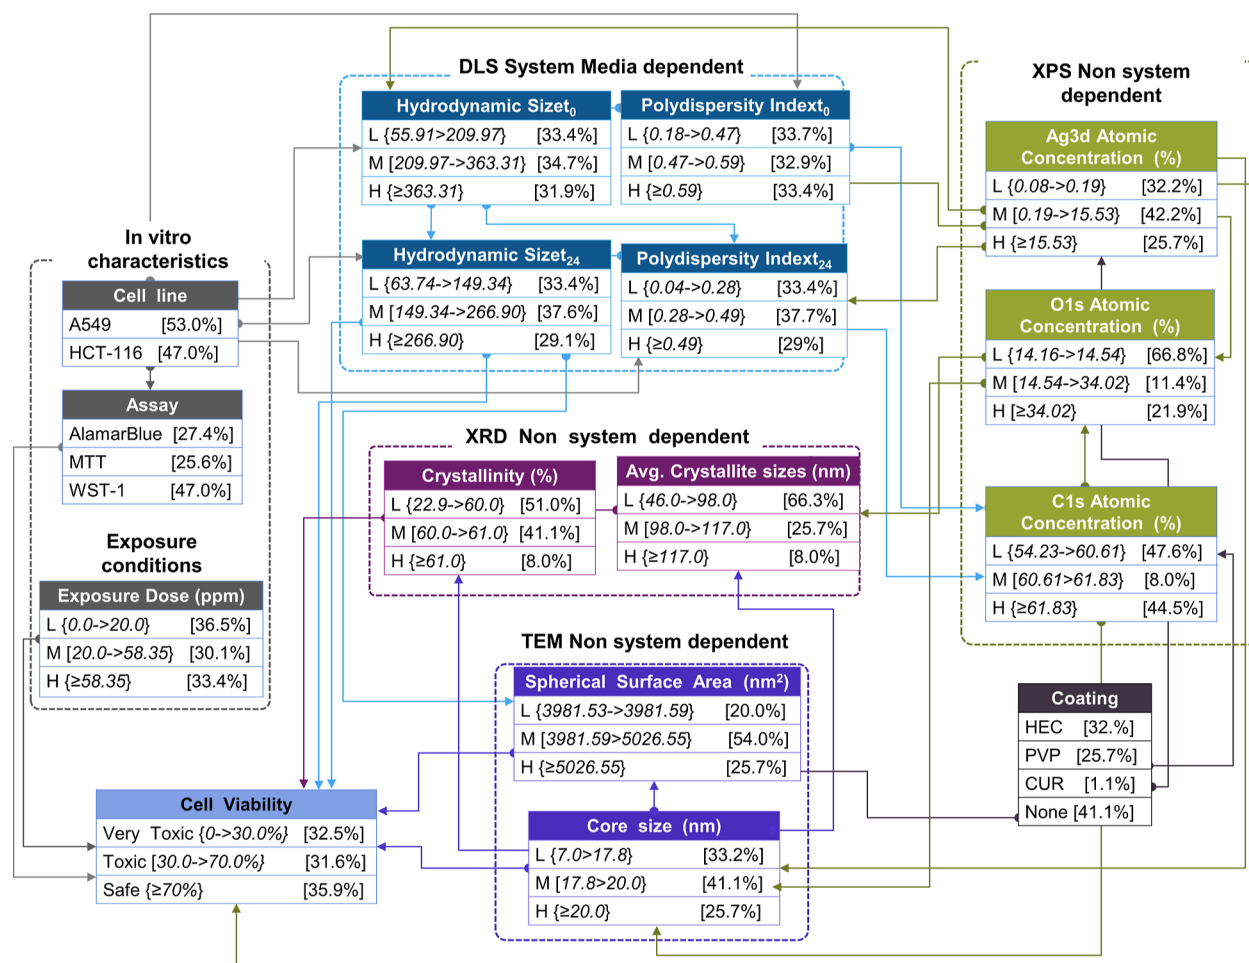 DLS System Media dependent
Hydrodynamic Sizet0
L {55.91>209.97} [33.4%]
M [209.97->363.31} [34.7%]
H {≥363.31} [31.9%]
Polydispersity Indext0
L {0.18->0.47} [33.7%]
M [0.47->0.59} [32.9%]
H {≥0.59} [33.4%]
Hydrodynamic Sizet24
L {63.74->149.34} [33.4%]
M [149.34->266.90} [37.6%]
H {≥266.90} [29.1%]
Polydispersity Index24
L {0.04->0.28} [33.4%]
M [0.28->0.49} [37.7%]
H {≥0.49} [29%]
XPS Non system
dependent
Ag3d Atomic
Concentration (%)
L {0.08->0.19} [32.2%]
M [0.19->15.53} [42.2%]
H {≥15.53} [25.7%]
O1s Atomic
Concentration (%)
L [14.16->14.54} [66.8%]
M [14.54->34.02} [11.4%]
H [≥34.02} [21.9%]
C1s Atomic
Concentration (%)
L {54.23->60.61} [47.6%]
M [60.61>61.83} [8.0%]
H {≥61.83} [44.5%]
In vitro
characteristics
Cell line
A549 [53.0%]
HCT-116 [47.0%]
Assay
AlamarBlue [27.4%]
MTT [25.6%]
WST-1 [47.0%]
Exposure
conditions
Exposure Dose (ppm)
L {0.0->20.0} [36.5%]
M [20.0->58.35} [30.1%]
H {≥58.35} [33.4%]
XRD Non system dependent
Crystallinity (%)
L {22.9->60.0} [51.0%]
M [60.0->61.0} [41.1%]
H {≥61.0} [8.0%]
Avg. Crystallite sizes (nm)
L {46.0->98.0} [66.3%]
M [98.0->117.0} [25.7%]
H {≥117.0} [8.0%]
TEM Non system dependent
Spherical Surface Area (nm²)
L {3981.53->3981.59} [20.0%]
M [3981.59>5026.55} [54.0%]
H {≥5026.55} [25.7%]
Core size (nm)
L {7.0>17.8} [33.2%]
M [17.8>20.0} [41.1%]
H {≥20.0} [25.7%]
Coating
HEC [32.%]
PVP [25.7%]
CUR [1.1%]
None [41.1%]
Cell Viability
Very Toxic {0->30.0%} [32.5%]
Toxic [30.0->70.0%} [31.6%]
Safe {≥70%} [35.9%]